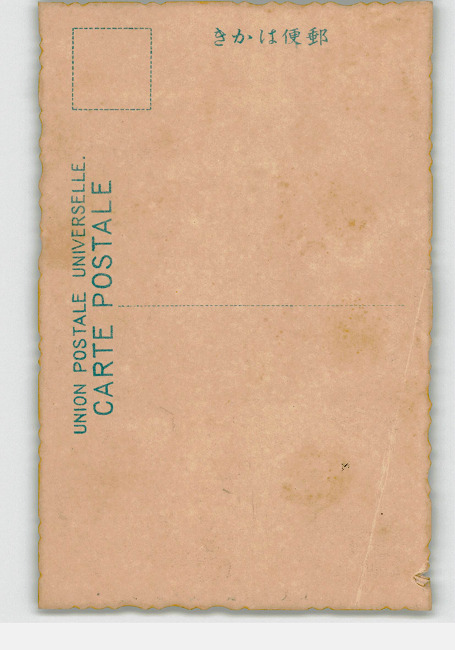 郵便はかき
UNION POSTALE UNIVERSELLE.
CARTE POSTALE